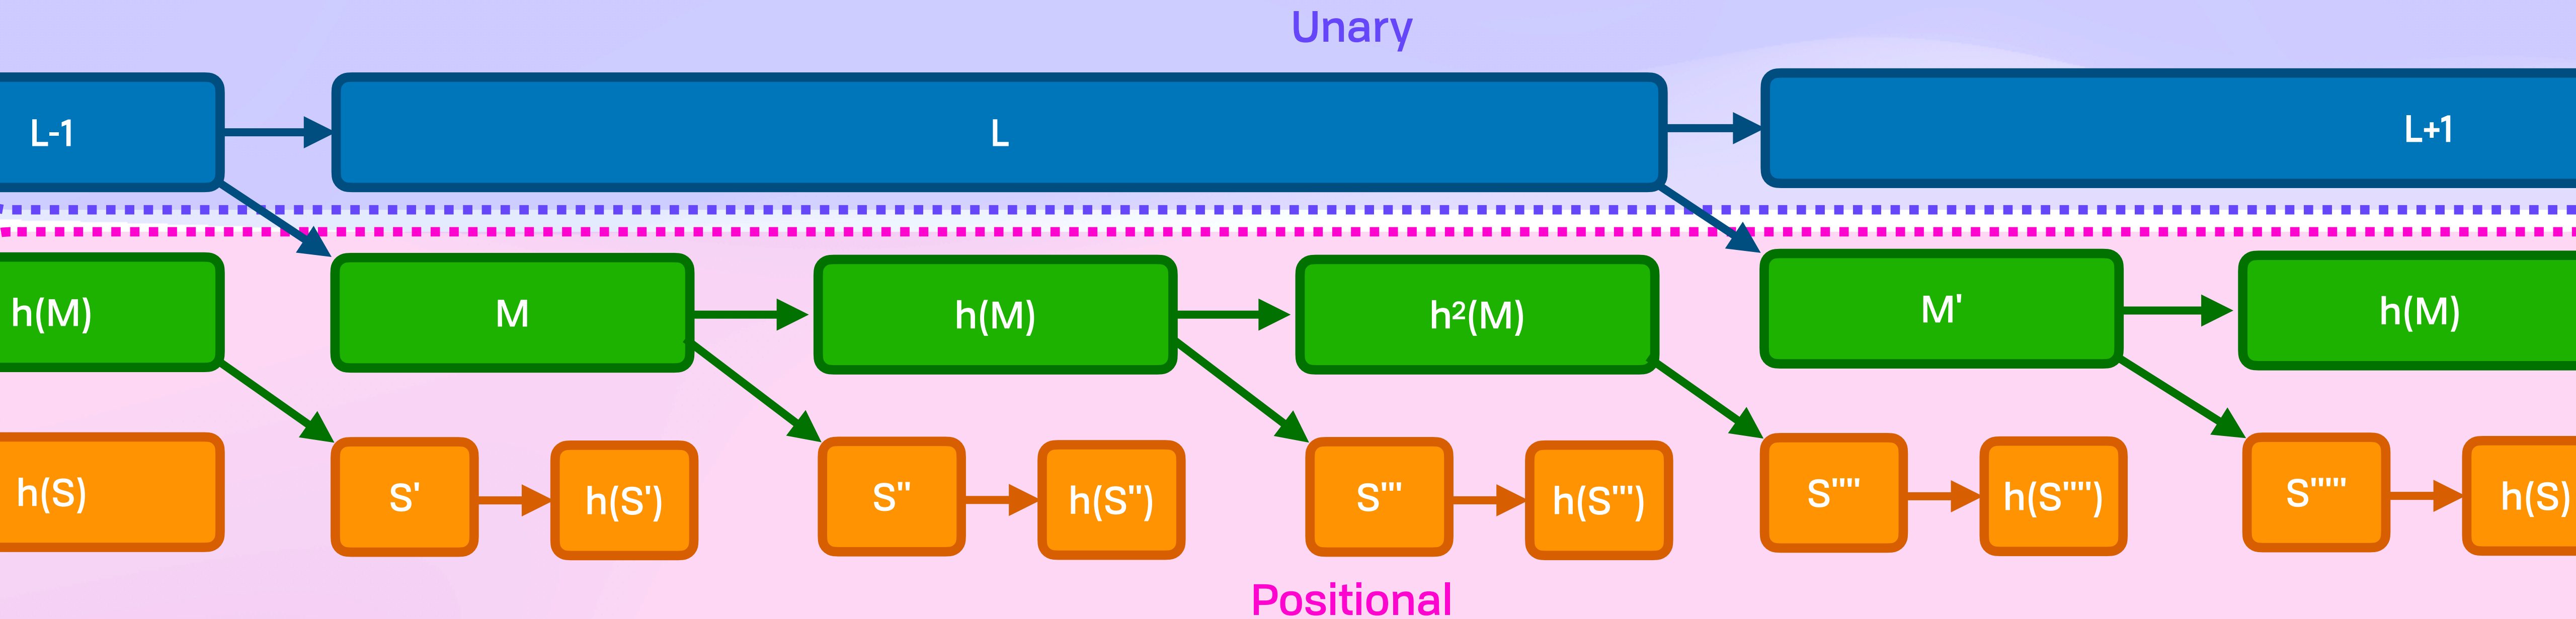 Unary
L-1
L
L+1
h(M)
M
h(M)
h²(M)
M'
h(M)
h(S)
S'
h(S')
S''
h(S'')
S'''
h(S''')
S''''
h(S'''')
S'''''
h(S)
Positional